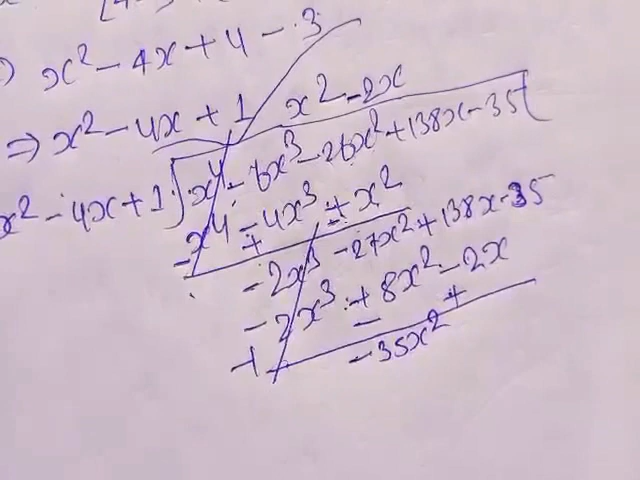 ⇒ x² - 4x + 4 - 3
⇒ x² - 4x + 1
x² - 2x
x² - 4x + 1) x⁴ - 6x³ - 26x² + 138x - 35(
x⁴ - 4x³ + x²
- + -
- 2x³ - 27x² + 138x - 35
- 2x³ + 8x² - 2x
+ - +
- 35x²